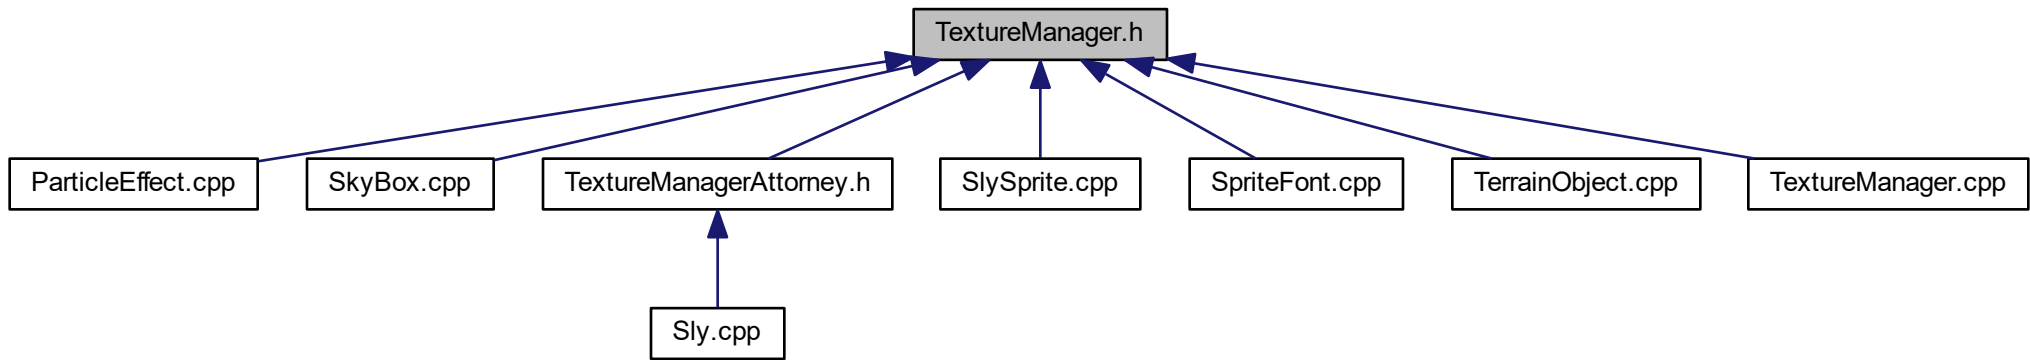 TextureManager.h
ParticleEffect.cpp
SkyBox.cpp
TextureManagerAttorney.h
SlySprite.cpp
SpriteFont.cpp
TerrainObject.cpp
TextureManager.cpp
Sly.cpp